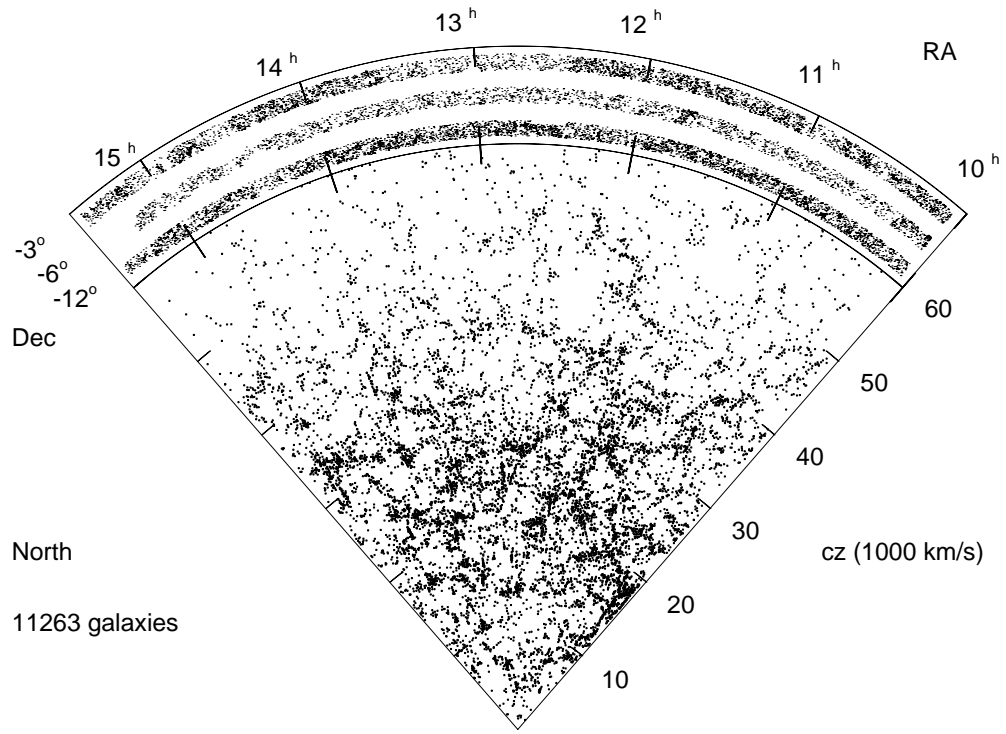 13 h
12 h
RA
14 h
11 h
15 h
10 h
-3°
-6°
-12°
60
Dec
50
40
30
North
cz (1000 km/s)
20
11263 galaxies
10